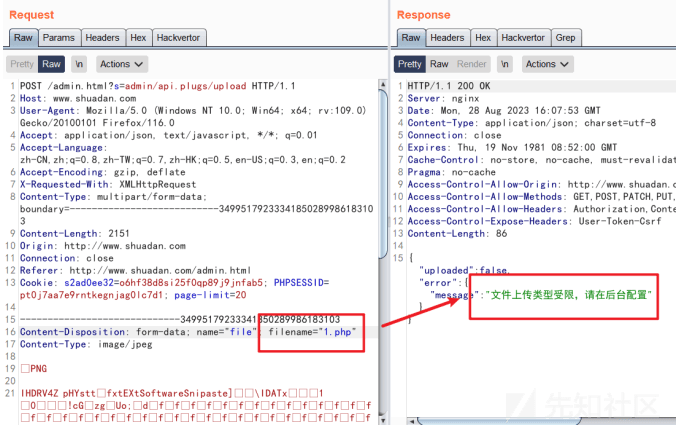 Request
Response
Raw Params Headers Hex Hackvertor
Raw Headers Hex Hackvertor Grep
Pretty Raw \n Actions
Pretty Raw Render \n Actions
1 POST /admin.html?s=admin/api.plugs/upload HTTP/1.1
2 Host: www.shuadan.com
3 User-Agent: Mozilla/5.0 (Windows NT 10.0; Win64; x64; rv:109.0)
Gecko/20100101 Firefox/116.0
4 Accept: application/json, text/javascript, */*; q=0.01
5 Accept-Language:
zh-CN,zh;q=0.8,zh-TW;q=0.7,zh-HK;q=0.5,en-US;q=0.3,en;q=0.2
6 Accept-Encoding: gzip, deflate
7 X-Requested-With: XMLHttpRequest
8 Content-Type: multipart/form-data;
boundary=---------------------------3499517923334185028998618310
3
9 Content-Length: 2151
10 Origin: http://www.shuadan.com
11 Connection: close
12 Referer: http://www.shuadan.com/admin.html
13 Cookie: s2ad0ee32=o6hf38d8si25f0qp89j9jnfab5; PHPSESSID=
pt0j7aa7e9rntkegnjag0lc7d1; page-limit=20
14
15 -----------------------------349951792333418502899861831​03
16 Content-Disposition: form-data; name="file"; filename="1.php"
17 Content-Type: image/jpeg
18
19 PNG
20
21 IHDRV4Z pHYstt fxtEXtSoftwareSnipaste] \IDATx 1
1 HTTP/1.1 200 OK
2 Server: nginx
3 Date: Mon, 28 Aug 2023 16:07:53 GMT
4 Content-Type: application/json; charset=utf-8
5 Connection: close
6 Expires: Thu, 19 Nov 1981 08:52:00 GMT
7 Cache-Control: no-store, no-cache, must-revalidat
8 Pragma: no-cache
9 Access-Control-Allow-Origin: http://www.shuadan.c
10 Access-Control-Allow-Methods: GET,POST,PATCH,PUT,
11 Access-Control-Allow-Headers: Authorization,Conte
12 Access-Control-Expose-Headers: User-Token-Csrf
13 Content-Length: 86
14
15 {
"uploaded":false,
"error":{
"message":"文件上传类型受限，请在后台配置"
}
}
先知社区